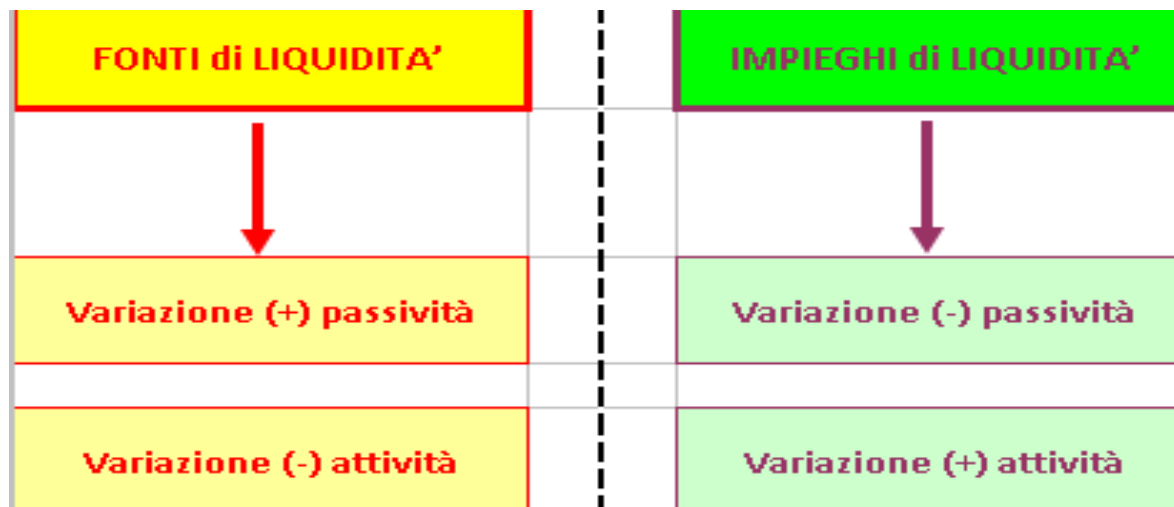 FONTI di LIQUIDITA’
IMPIEGHI di LIQUIDITA’
Variazione (+) passività
Variazione (-) passività
Variazione (-) attività
Variazione (+) attività